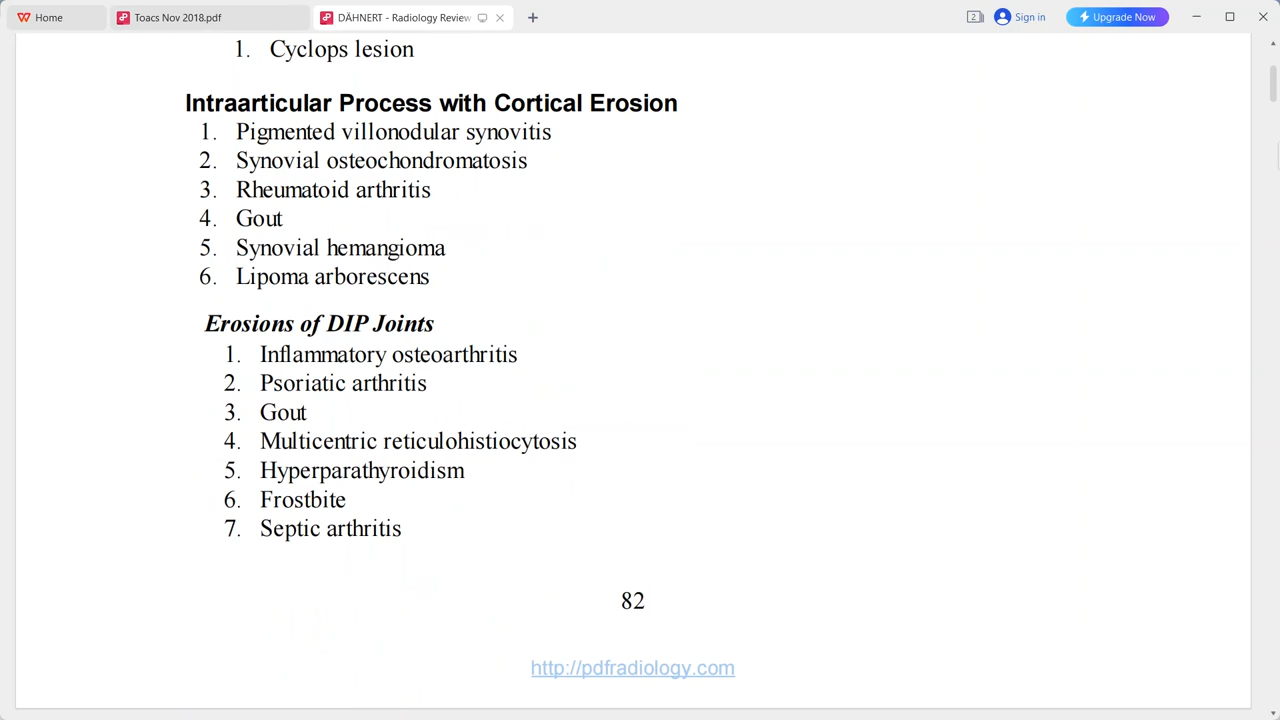 Home
Toacs Nov 2018.pdf
DÄHNERT - Radiology Review
2
Sign in
Upgrade Now
1. Cyclops lesion
Intraarticular Process with Cortical Erosion
1. Pigmented villonodular synovitis
2. Synovial osteochondromatosis
3. Rheumatoid arthritis
4. Gout
5. Synovial hemangioma
6. Lipoma arborescens
Erosions of DIP Joints
1. Inflammatory osteoarthritis
2. Psoriatic arthritis
3. Gout
4. Multicentric reticulohistiocytosis
5. Hyperparathyroidism
6. Frostbite
7. Septic arthritis
82
http://pdfradiology.com